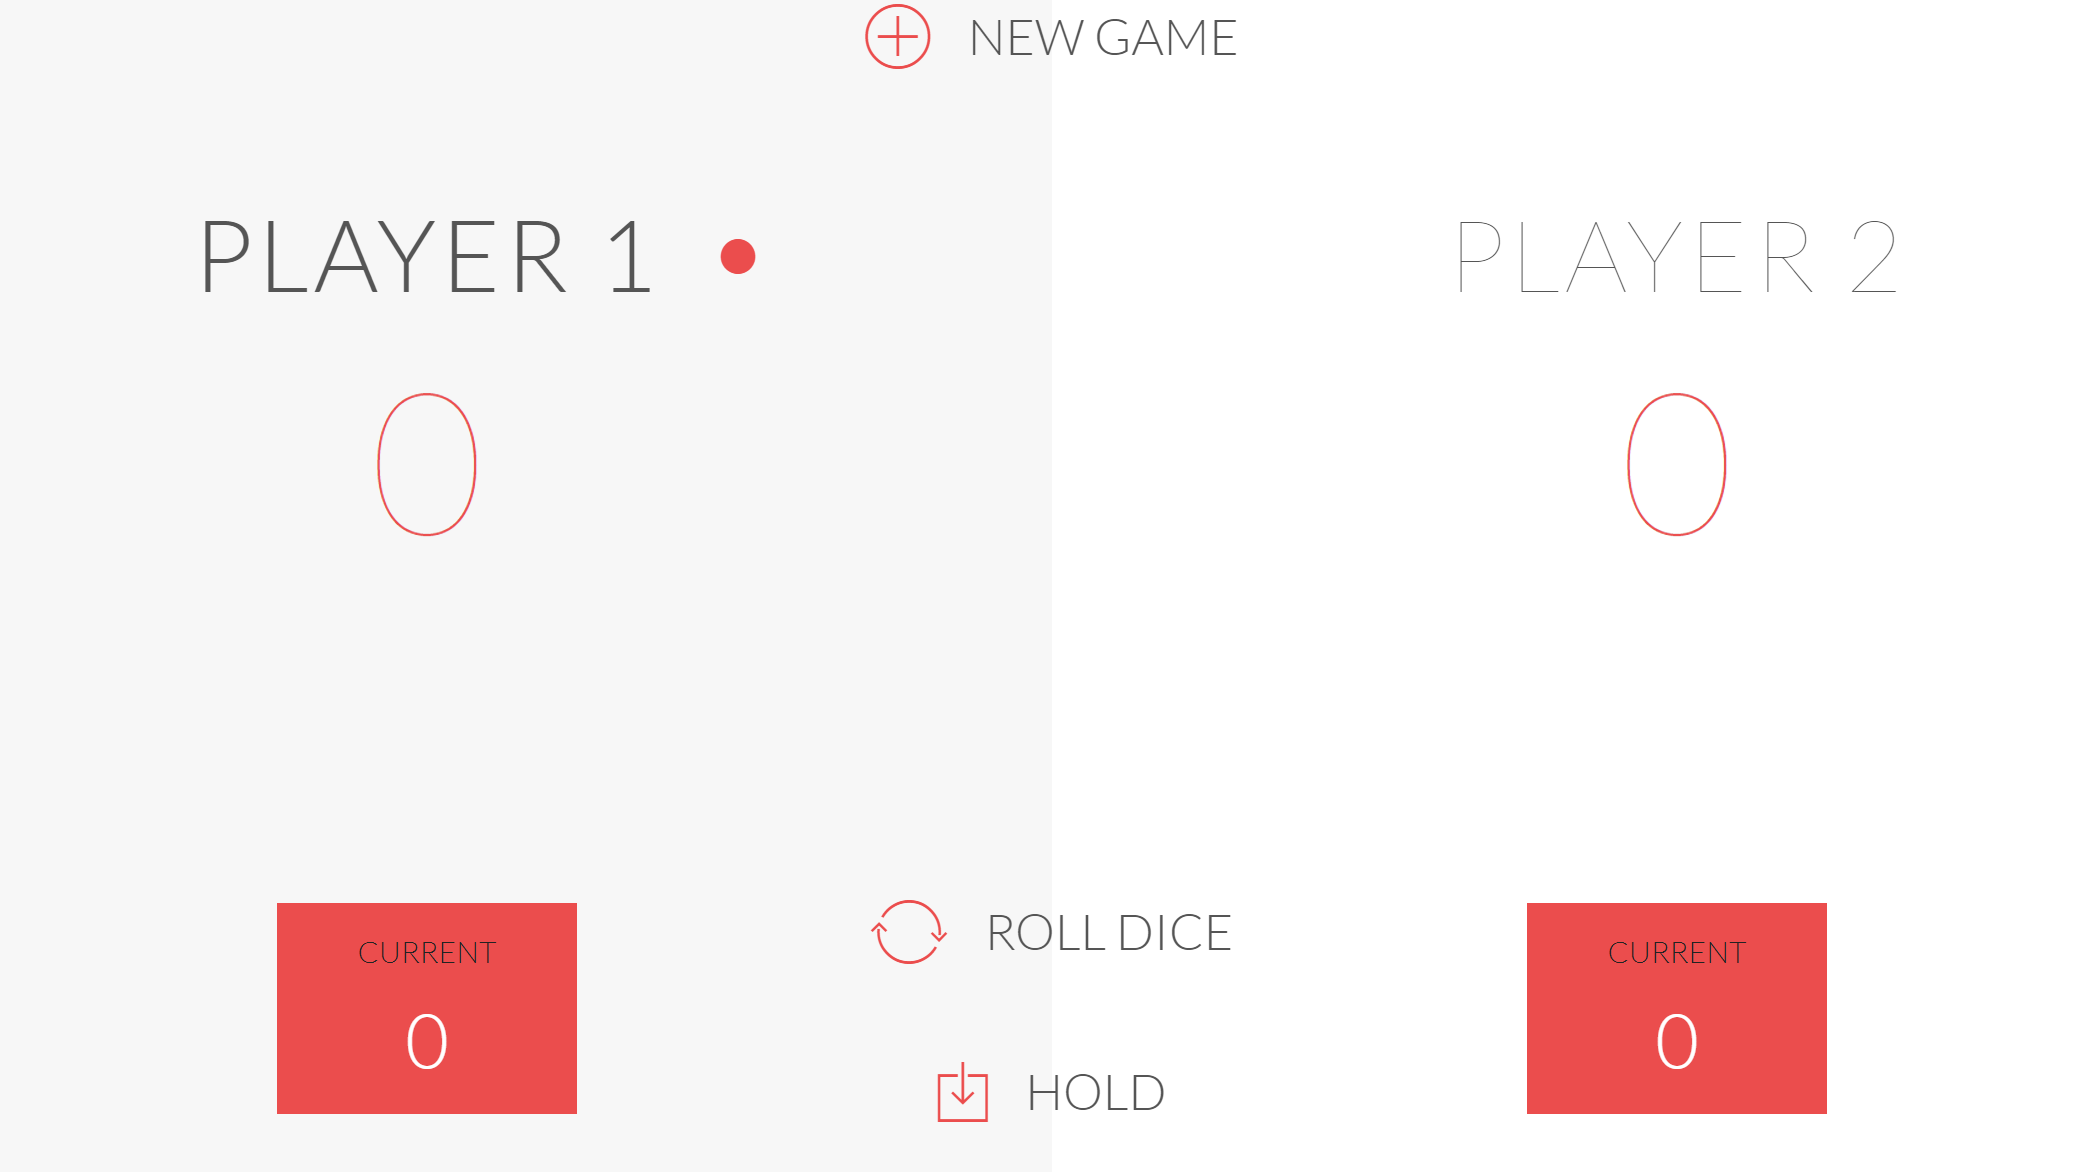 NEW GAME
PLAYER 1
PLAYER 2
0
0
CURRENT
0
ROLL DICE
HOLD
CURRENT
0